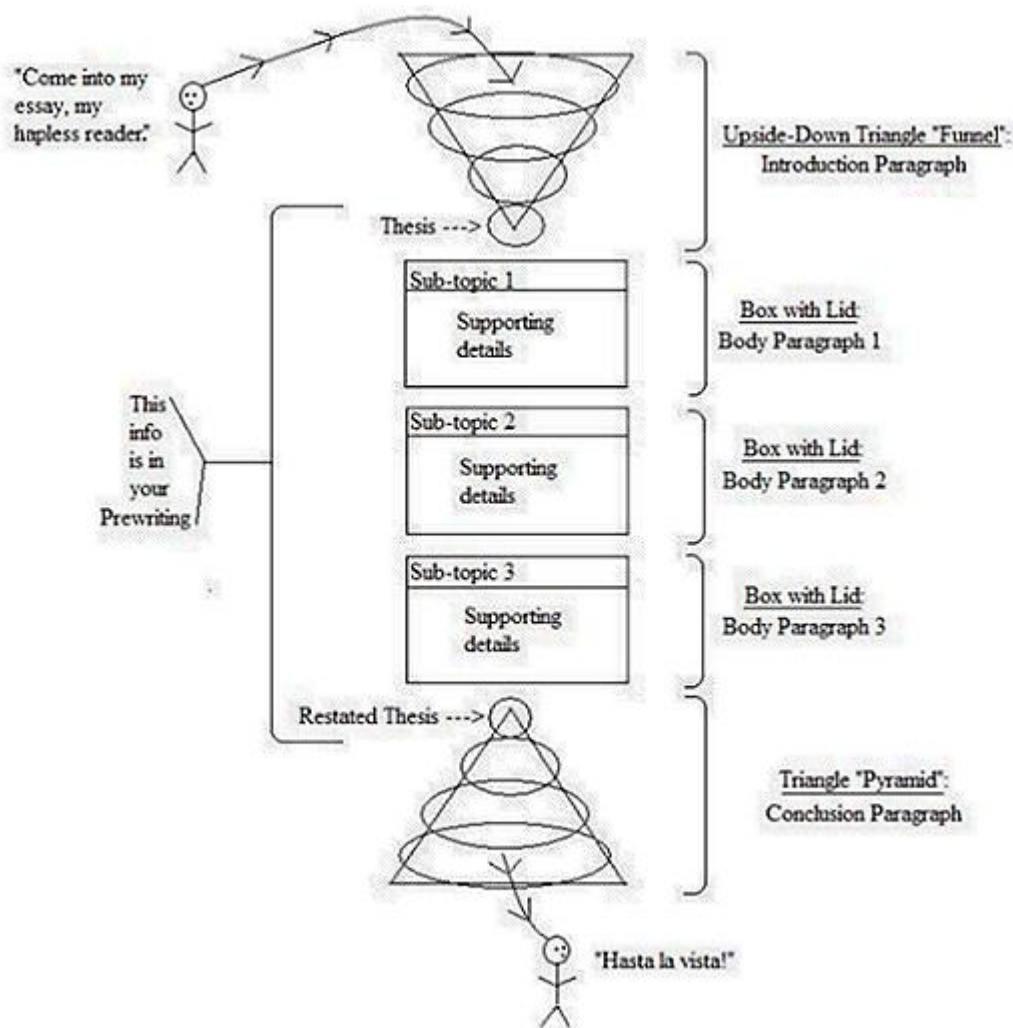 "Come into my
essay, my
hapless reader."
Upside-Down Triangle "Funnel":
Introduction Paragraph
Thesis --->
Sub-topic 1
Supporting
details
Box with Lid:
Body Paragraph 1
This
info
is in
your
Prewriting
Sub-topic 2
Supporting
details
Box with Lid:
Body Paragraph 2
Sub-topic 3
Supporting
details
Box with Lid:
Body Paragraph 3
Restated Thesis --->
Triangle "Pyramid":
Conclusion Paragraph
"Hasta la vista!"